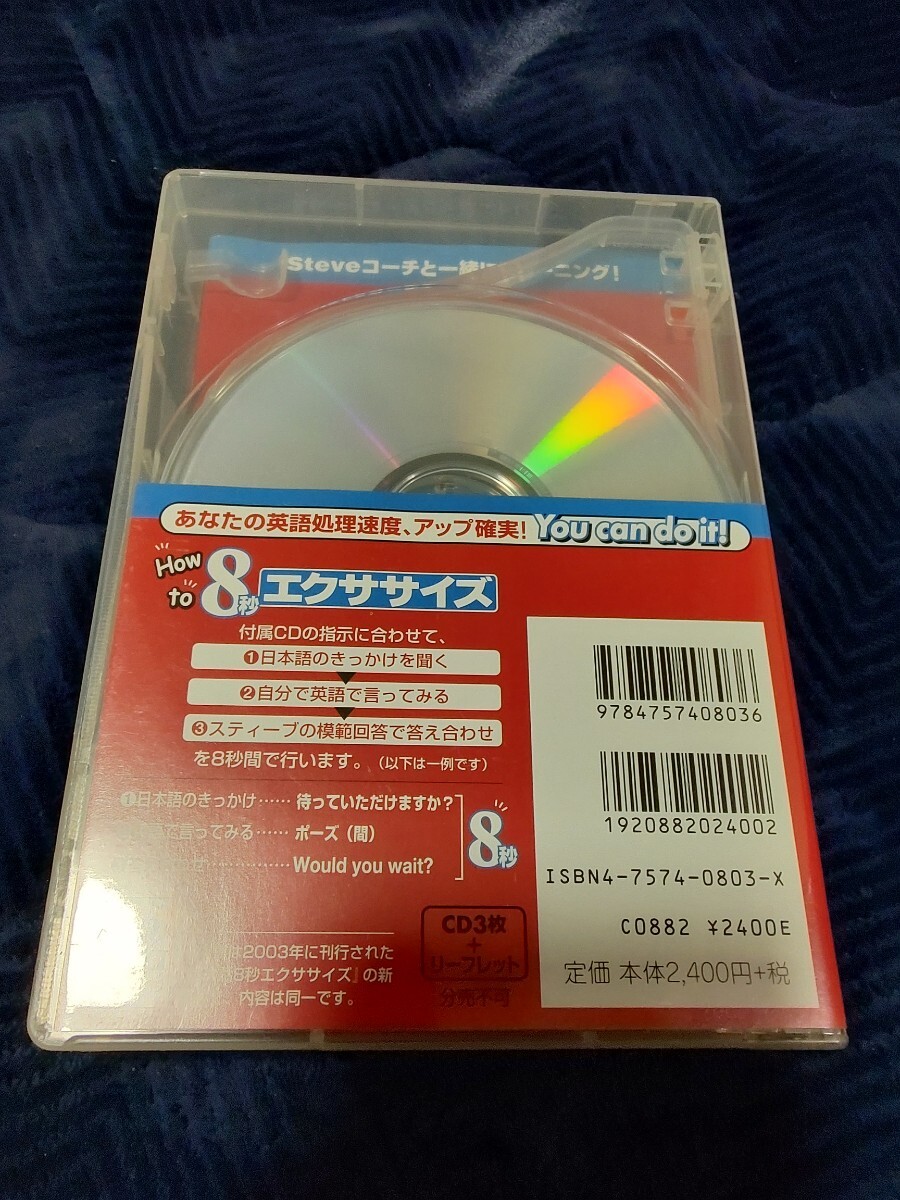 Steveコーチと一緒に ーニング!
あなたの英語処理速度、アップ確実! You can do it!
How to 8秒エクササイズ
付属CDの指示に合わせて、
❶日本語のきっかけを聞く
❷自分で英語で言ってみる
❸スティーブの模範回答で答え合わせ
を8秒間で行います。(以下は一例です)
❶日本語のきっかけ…… 待っていただけますか?
で言ってみる…… ポーズ(間)
せ………………… Would you wait?
8秒
CD3枚
+
リーフレット
分売不可
は2003年に刊行された
8秒エクササイズ』の新
内容は同一です。
9784757408036
1920882024002
ISBN4-7574-0803-X
C0882 ¥2400E
定価 本体2,400円+税